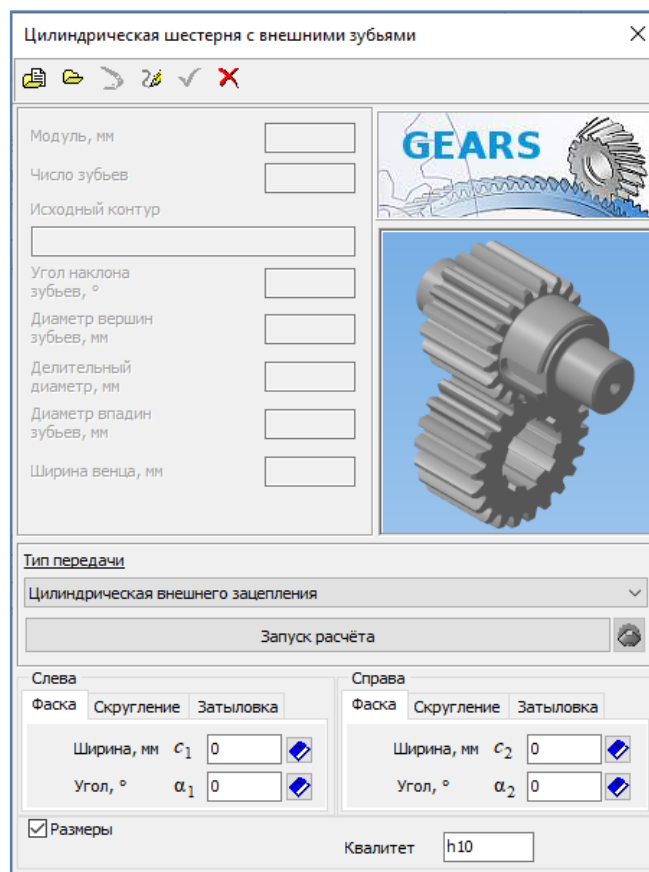 Цилиндрическая шестерня с внешними зубьями
Модуль, мм
Число зубьев
Исходный контур
Угол наклона
зубьев, °
Диаметр вершин
зубьев, мм
Делительный
диаметр, мм
Диаметр впадин
зубьев, мм
Ширина венца, мм
GEARS
Тип передачи
Цилиндрическая внешнего зацепления
Запуск расчёта
Слева
Фаска Скругление Затыловка
Ширина, мм c1 0
Угол, ° α1 0
Справа
Фаска Скругление Затыловка
Ширина, мм c2 0
Угол, ° α2 0
Размеры
Квалитет h10